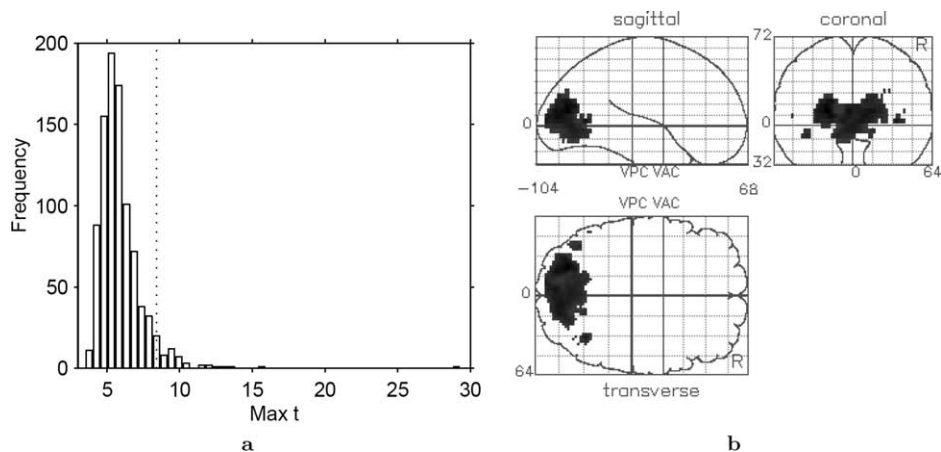 200
150
100
50
0
Frequency
5 10 15 20 25 30
Max t
a
sagittal
0
VPC VAC
−104 68
coronal
72
R
0
32
0 64
VPC VAC
0
64
R
transverse
b